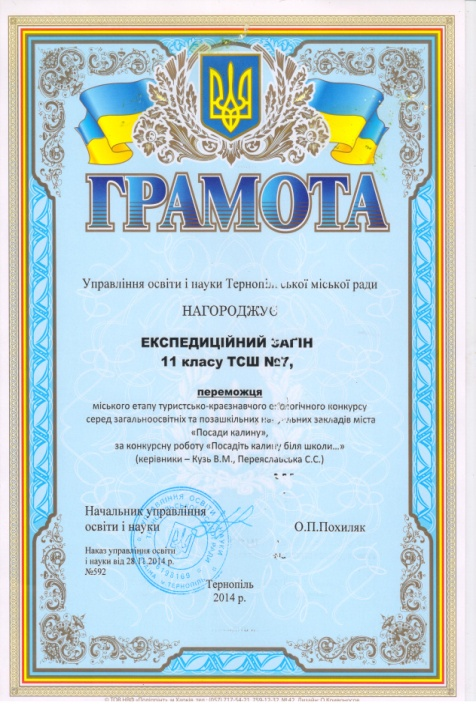 ГРАМОТА
Управління освіти і науки Тернопільської міської ради
НАГОРОДЖУЄ
ЕКСПЕДИЦІЙНИЙ ЗАГІН
11 класу ТСШ №7,
переможця
міського етапу туристсько-краєзнавчого екологічного конкурсу
серед загальноосвітніх та позашкільних навчальних закладів міста
«Посади калину»,
за конкурсну роботу «Посадіть калину біля школи...»
(керівники – Кузь В.М., Переяславська С.С.)
Начальник управління
освіти і науки О.П.Похиляк
Наказ управління освіти
і науки від 28.11.2014 р.
№592
Тернопіль
2014 р.